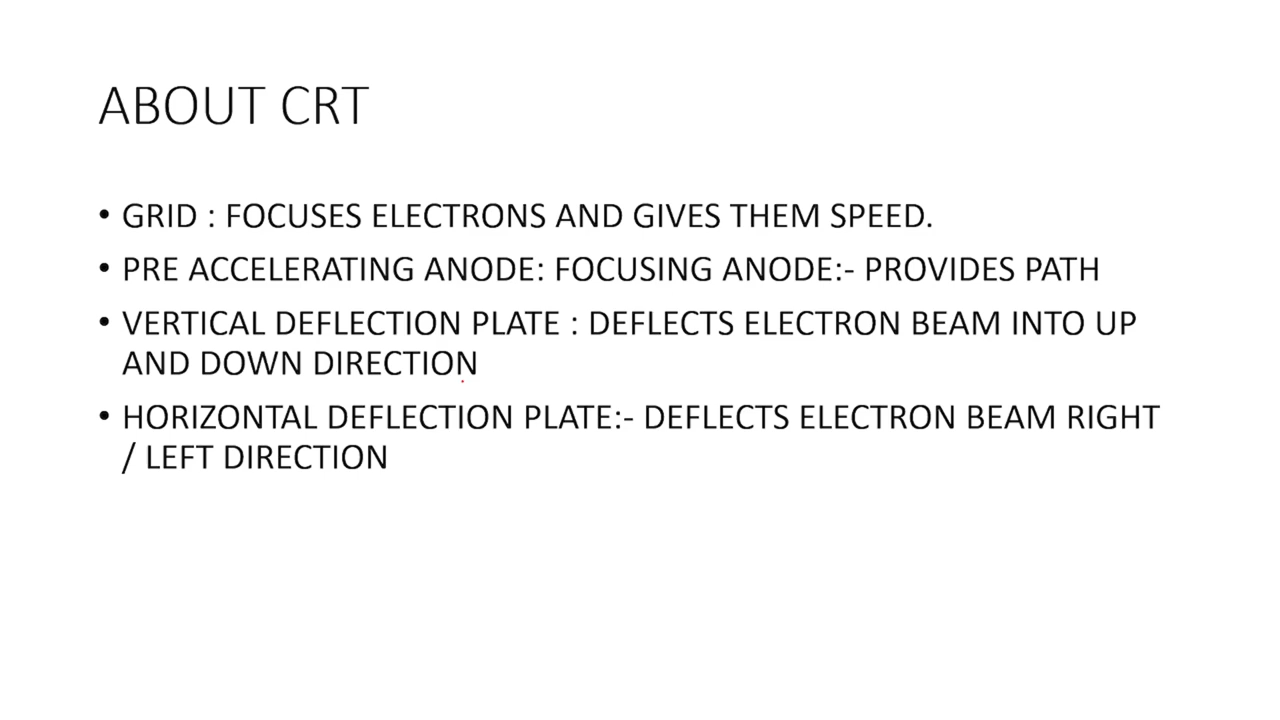 ABOUT CRT
• GRID : FOCUSES ELECTRONS AND GIVES THEM SPEED.
• PRE ACCELERATING ANODE: FOCUSING ANODE:- PROVIDES PATH
• VERTICAL DEFLECTION PLATE : DEFLECTS ELECTRON BEAM INTO UP
AND DOWN DIRECTION
• HORIZONTAL DEFLECTION PLATE:- DEFLECTS ELECTRON BEAM RIGHT
/ LEFT DIRECTION